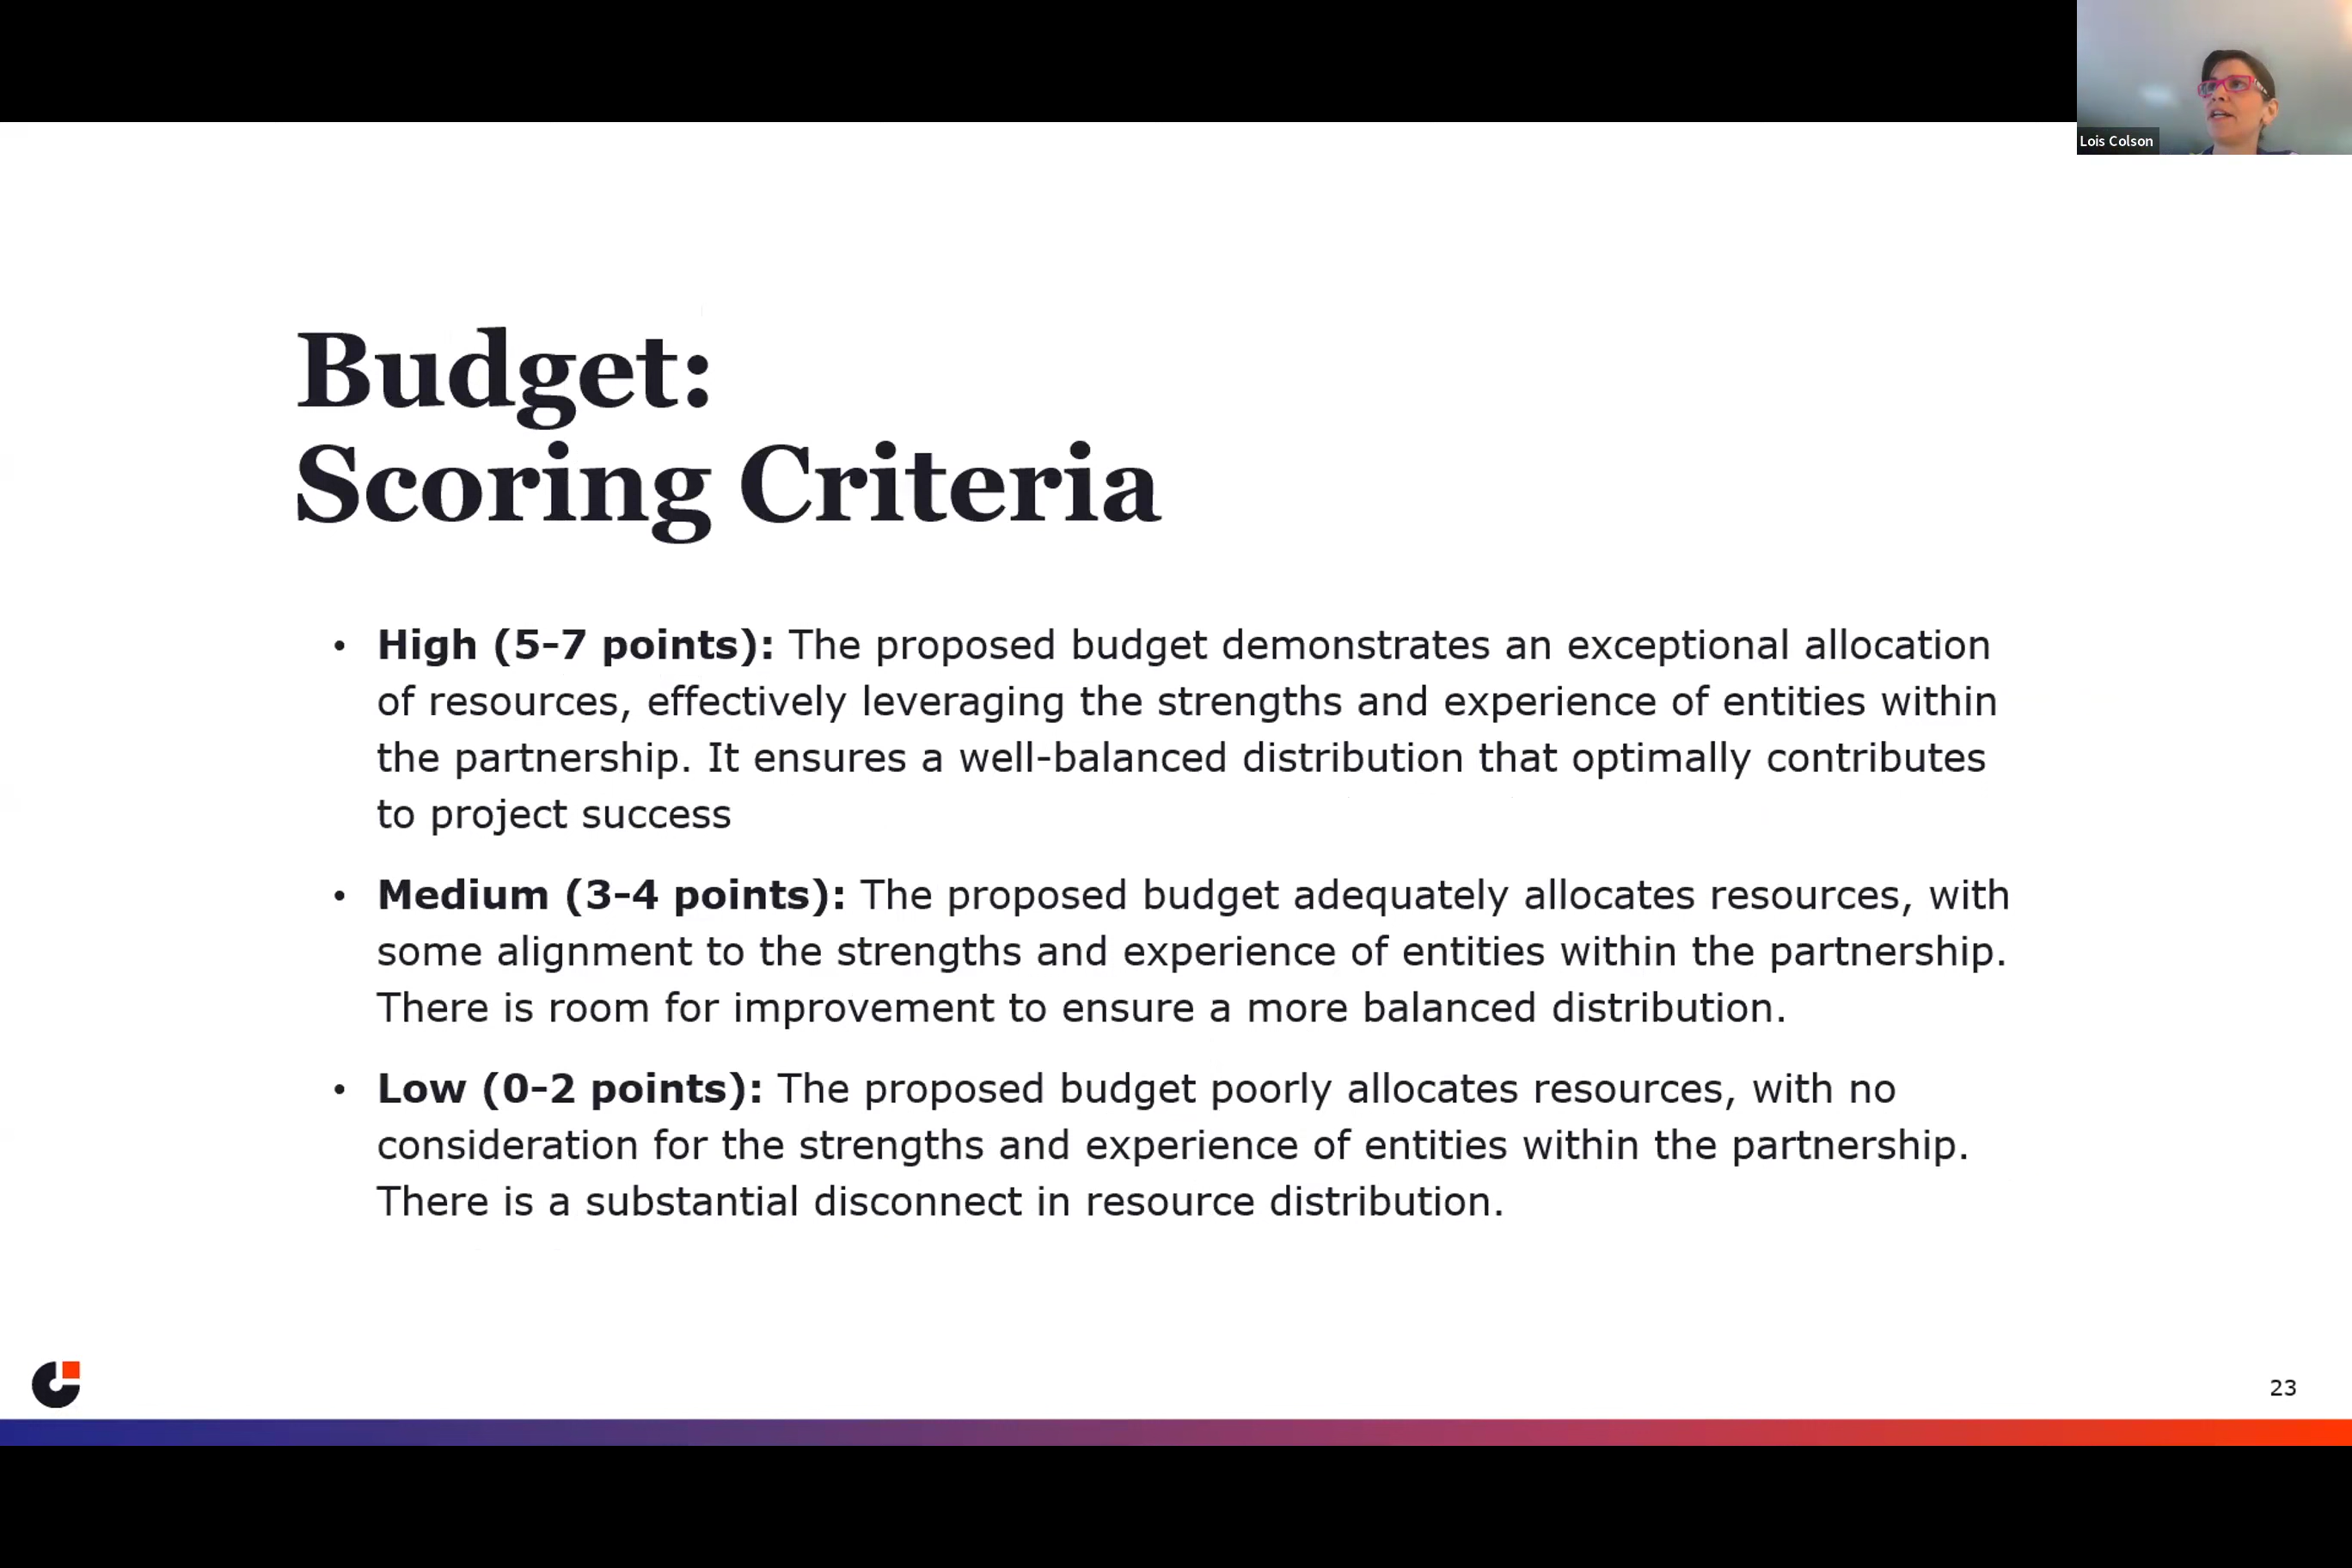 Lois Colson
Budget:
Scoring Criteria
• High (5-7 points): The proposed budget demonstrates an exceptional allocation
of resources, effectively leveraging the strengths and experience of entities within
the partnership. It ensures a well-balanced distribution that optimally contributes
to project success
• Medium (3-4 points): The proposed budget adequately allocates resources, with
some alignment to the strengths and experience of entities within the partnership.
There is room for improvement to ensure a more balanced distribution.
• Low (0-2 points): The proposed budget poorly allocates resources, with no
consideration for the strengths and experience of entities within the partnership.
There is a substantial disconnect in resource distribution.
23